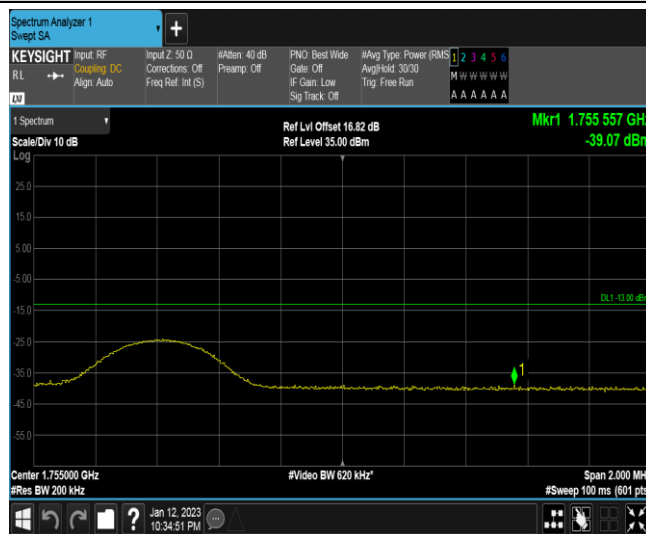 Spectrum Analyzer 1
Swept SA
KEYSIGHT Input: RF Input Z: 50 Ω #Atten: 40 dB PNO: Best Wide #Avg Type: Power (RMS 1 2 3 4 5 6
RL Coupling: DC Corrections: Off Preamp: Off Gate: Off Avg|Hold: 30/30 M W W W W W
Align: Auto Freq Ref: Int (S) IF Gain: Low Trig: Free Run
LXI Sig Track: Off A A A A A A
1 Spectrum Ref Lvl Offset 16.82 dB Mkr1 1.755 557 GHz
Scale/Div 10 dB Ref Level 35.00 dBm -39.07 dBm
Log
25.0
15.0
5.00
-5.00
DL1 -13.00 dBm
-15.0
-25.0
-35.0
1
-45.0
-55.0
Center 1.755000 GHz #Video BW 620 kHz* Span 2.000 MH
#Res BW 200 kHz #Sweep 100 ms (601 pts
? Jan 12, 2023
10:34:51 PM